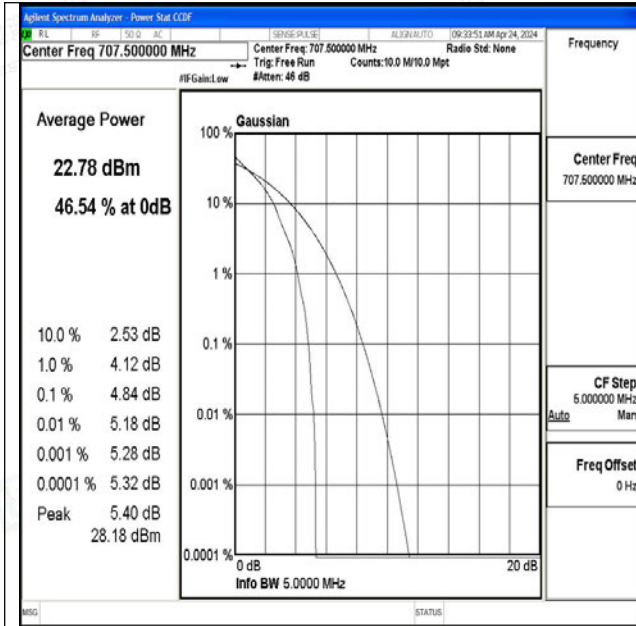 Agilent Spectrum Analyzer - Power Stat CCDF
RL RF 50 Ω AC SENSE:PULSE ALIGNAUTO 09:33:51 AM Apr 24, 2024
Center Freq 707.500000 MHz
Center Freq: 707.500000 MHz Radio Std: None
Trig: Free Run Counts:10.0 M/10.0 Mpt
#IFGain:Low #Atten: 46 dB
Frequency
Average Power
22.78 dBm
46.54 % at 0dB
10.0 % 2.53 dB
1.0 % 4.12 dB
0.1 % 4.84 dB
0.01 % 5.18 dB
0.001 % 5.28 dB
0.0001 % 5.32 dB
Peak 5.40 dB
28.18 dBm
Gaussian
100 %
10 %
1 %
0.1 %
0.01 %
0.001 %
0.0001 %
0 dB 20 dB
Info BW 5.0000 MHz
Center Freq
707.500000 MHz
CF Step
5.000000 MHz
Auto Man
Freq Offset
0 Hz
MSG STATUS